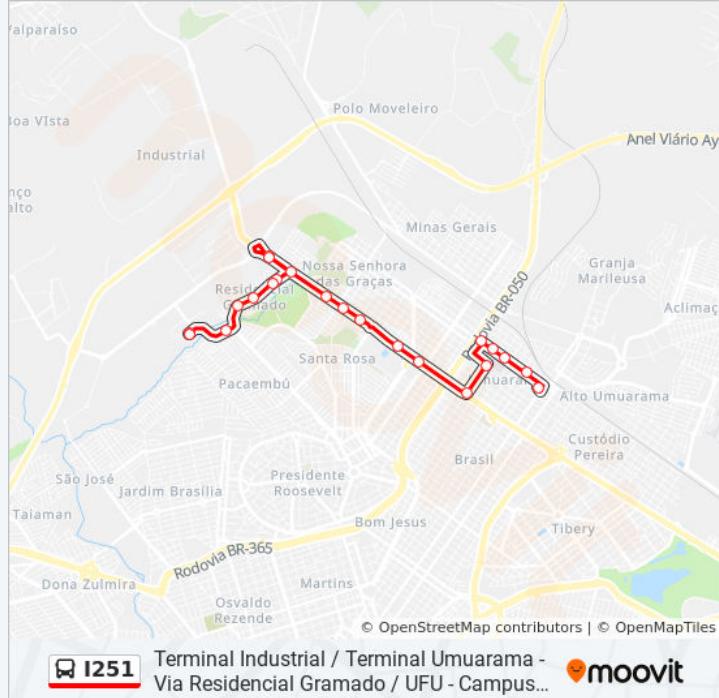 Valparaíso
Polo Moveleiro
Boa VIsta
Anel Viário Ay
Industrial
nço
alto
Minas Gerais
Nossa Senhora
das Graças
Granja
Marileusa
Residencial
Gramado
Rodovia BR-050
Aclimaç
Santa Rosa
Umuarama
Pacaembú
Alto Umuarama
Custódio
Pereira
Brasil
Presidente
Roosevelt
São José
Jardim Brasília
Taiaman
Bom Jesus
Tibery
Rodovia BR-365
Dona Zulmira
Martins
Osvaldo
Rezende
© OpenStreetMap contributors | © OpenMapTiles
I251
Terminal Industrial / Terminal Umuarama -
Via Residencial Gramado / UFU - Campus...
moovit